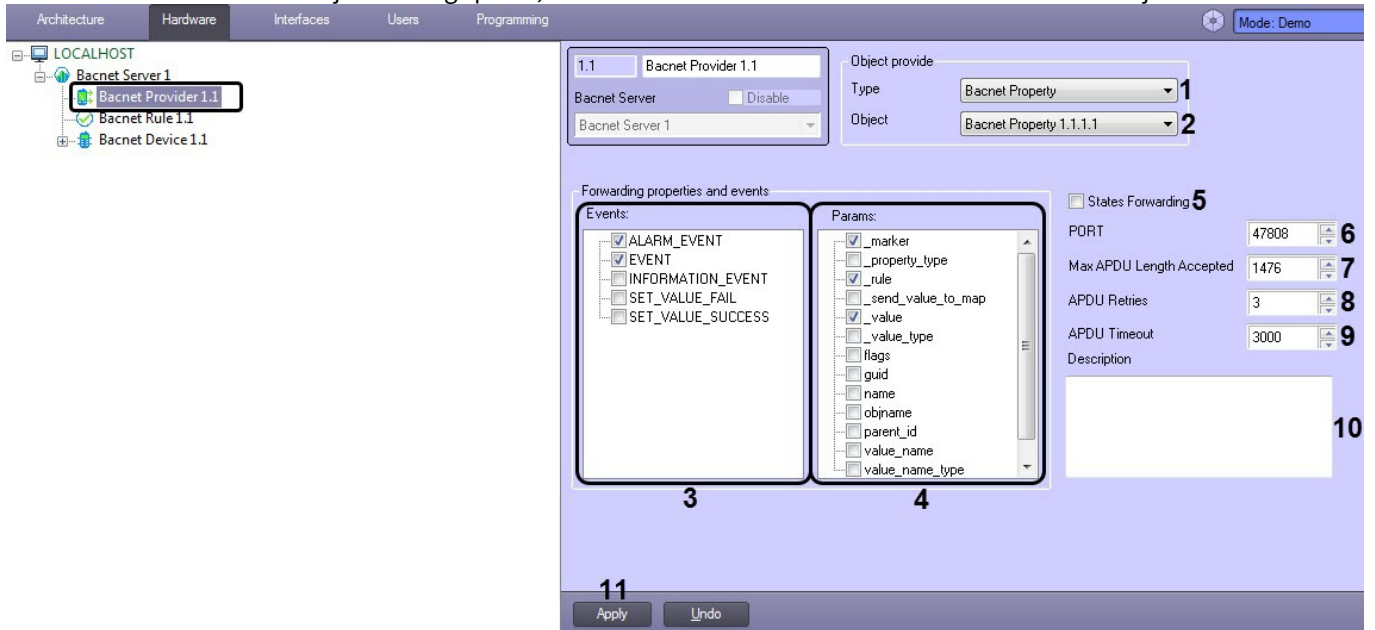 Architecture Hardware Interfaces Users Programming Mode: Demo
LOCALHOST
Bacnet Server 1
Bacnet Provider 1.1
Bacnet Rule 1.1
Bacnet Device 1.1
1.1 Bacnet Provider 1.1
Bacnet Server Disable
Bacnet Server 1
Object provide
Type Bacnet Property 1
Object Bacnet Property 1.1.1.1 2
Forwarding properties and events
Events:
ALARM_EVENT
EVENT
INFORMATION_EVENT
SET_VALUE_FAIL
SET_VALUE_SUCCESS
3
Params:
_marker
_property_type
_rule
_send_value_to_map
_value
_value_type
flags
guid
name
objname
parent_id
value_name
value_name_type
4
States Forwarding 5
PORT 47808 6
Max APDU Length Accepted 1476 7
APDU Retries 3 8
APDU Timeout 3000 9
Description
10
11
Apply Undo